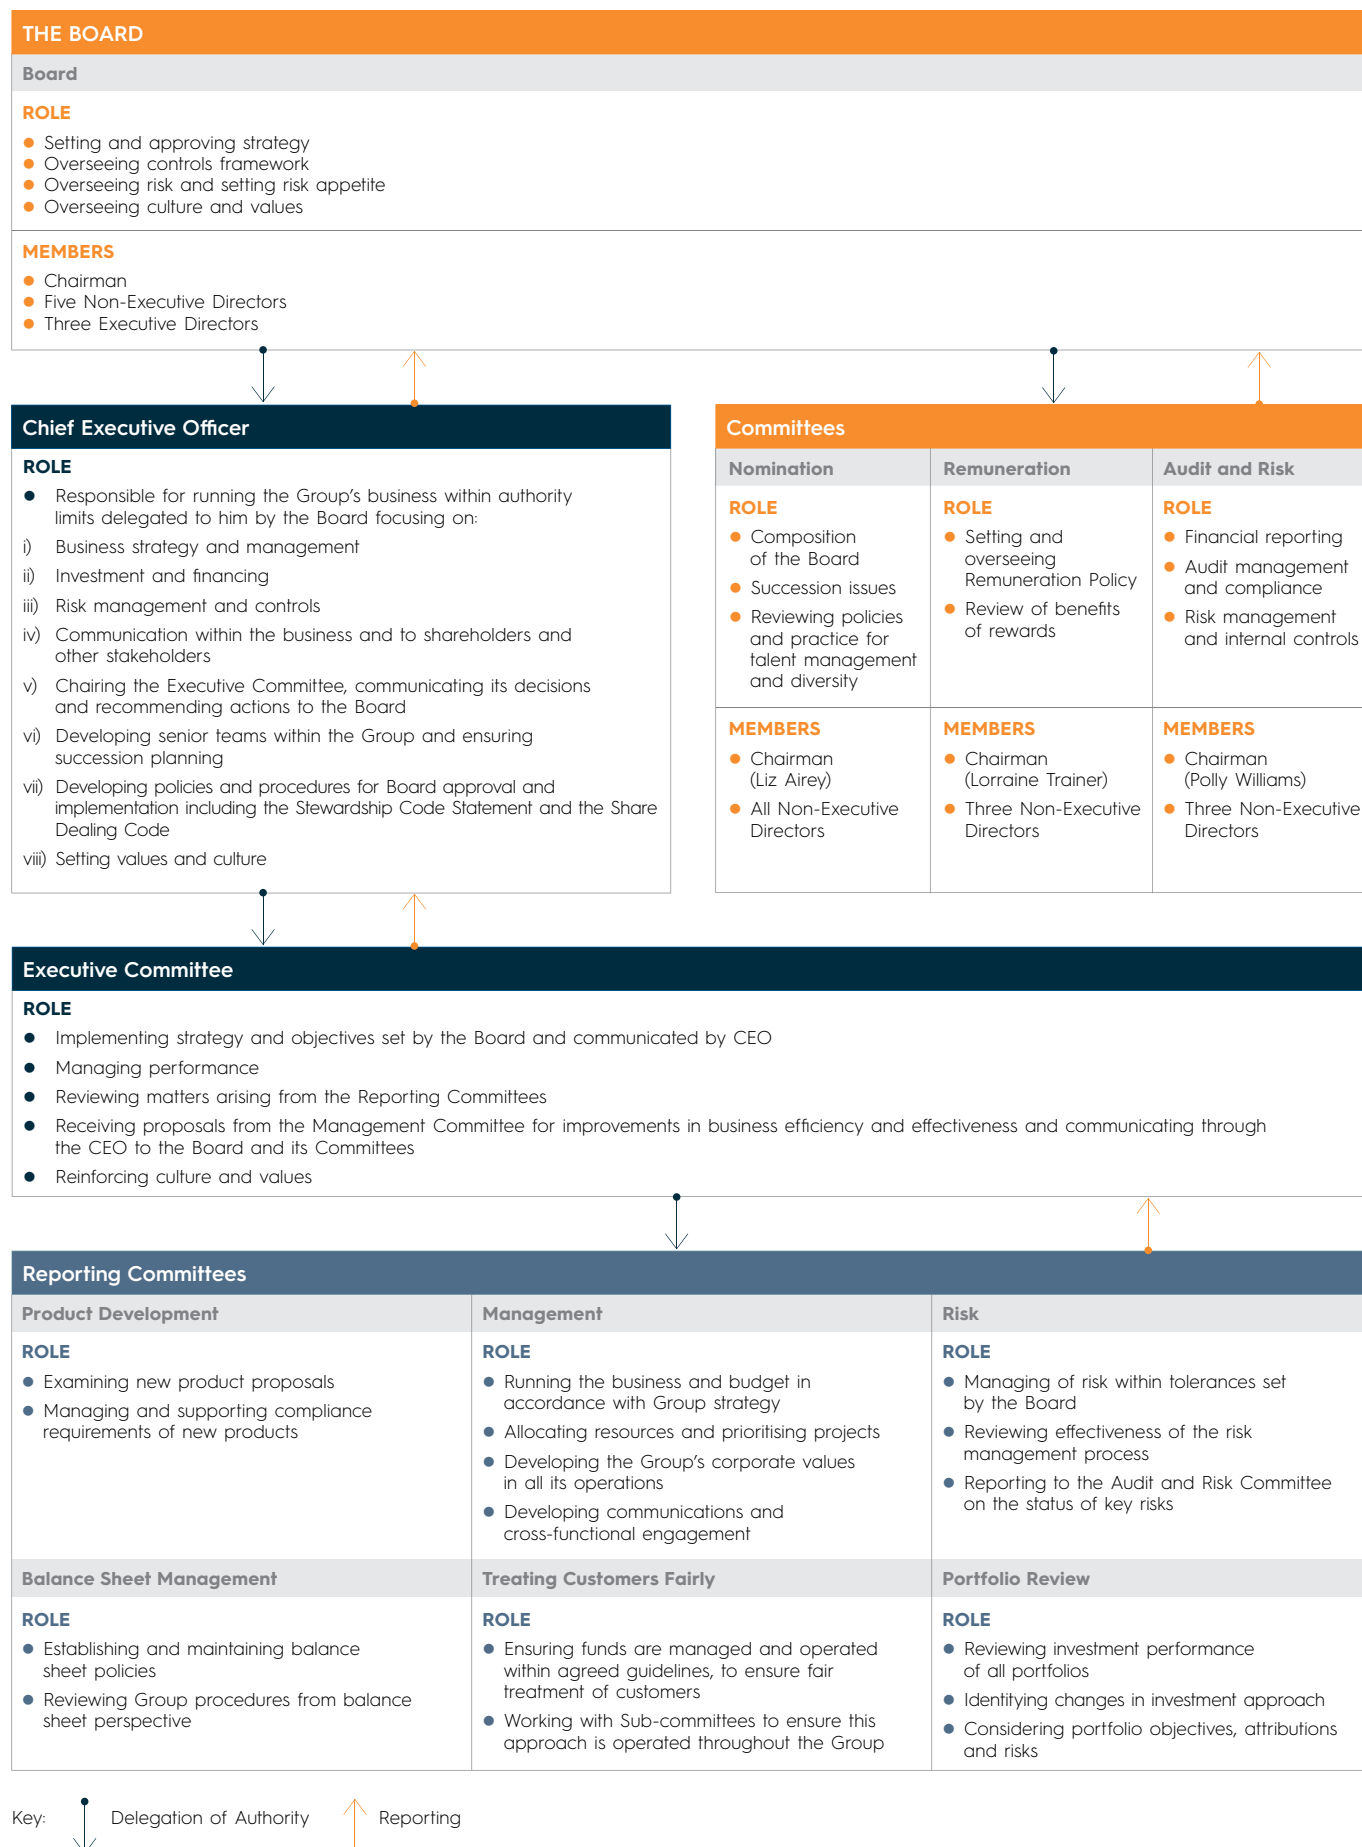 THE BOARD
Board
ROLE
● Setting and approving strategy
● Overseeing controls framework
● Overseeing risk and setting risk appetite
● Overseeing culture and values
MEMBERS
● Chairman
● Five Non-Executive Directors
● Three Executive Directors
Chief Executive Officer
ROLE
● Responsible for running the Group's business within authority
limits delegated to him by the Board focusing on:
i) Business strategy and management
ii) Investment and financing
iii) Risk management and controls
iv) Communication within the business and to shareholders and
other stakeholders
v) Chairing the Executive Committee, communicating its decisions
and recommending actions to the Board
vi) Developing senior teams within the Group and ensuring
succession planning
vii) Developing policies and procedures for Board approval and
implementation including the Stewardship Code Statement and the Share
Dealing Code
viii) Setting values and culture
Committees
Nomination
ROLE
● Composition
of the Board
● Succession issues
● Reviewing policies
and practice for
talent management
and diversity
MEMBERS
● Chairman
(Liz Airey)
● All Non-Executive
Directors
Remuneration
ROLE
● Setting and
overseeing
Remuneration Policy
● Review of benefits
of rewards
MEMBERS
● Chairman
(Lorraine Trainer)
● Three Non-Executive
Directors
Audit and Risk
ROLE
● Financial reporting
● Audit management
and compliance
● Risk management
and internal controls
MEMBERS
● Chairman
(Polly Williams)
● Three Non-Executive
Directors
Executive Committee
ROLE
● Implementing strategy and objectives set by the Board and communicated by CEO
● Managing performance
● Reviewing matters arising from the Reporting Committees
● Receiving proposals from the Management Committee for improvements in business efficiency and effectiveness and communicating through
the CEO to the Board and its Committees
● Reinforcing culture and values
Reporting Committees
Product Development
ROLE
● Examining new product proposals
● Managing and supporting compliance
requirements of new products
Management
ROLE
● Running the business and budget in
accordance with Group strategy
● Allocating resources and prioritising projects
● Developing the Group's corporate values
in all its operations
● Developing communications and
cross-functional engagement
Risk
ROLE
● Managing of risk within tolerances set
by the Board
● Reviewing effectiveness of the risk
management process
● Reporting to the Audit and Risk Committee
on the status of key risks
Balance Sheet Management
ROLE
● Establishing and maintaining balance
sheet policies
● Reviewing Group procedures from balance
sheet perspective
Treating Customers Fairly
ROLE
● Ensuring funds are managed and operated
within agreed guidelines, to ensure fair
treatment of customers
● Working with Sub-committees to ensure this
approach is operated throughout the Group
Portfolio Review
ROLE
● Reviewing investment performance
of all portfolios
● Identifying changes in investment approach
● Considering portfolio objectives, attributions
and risks
Key: Delegation of Authority Reporting